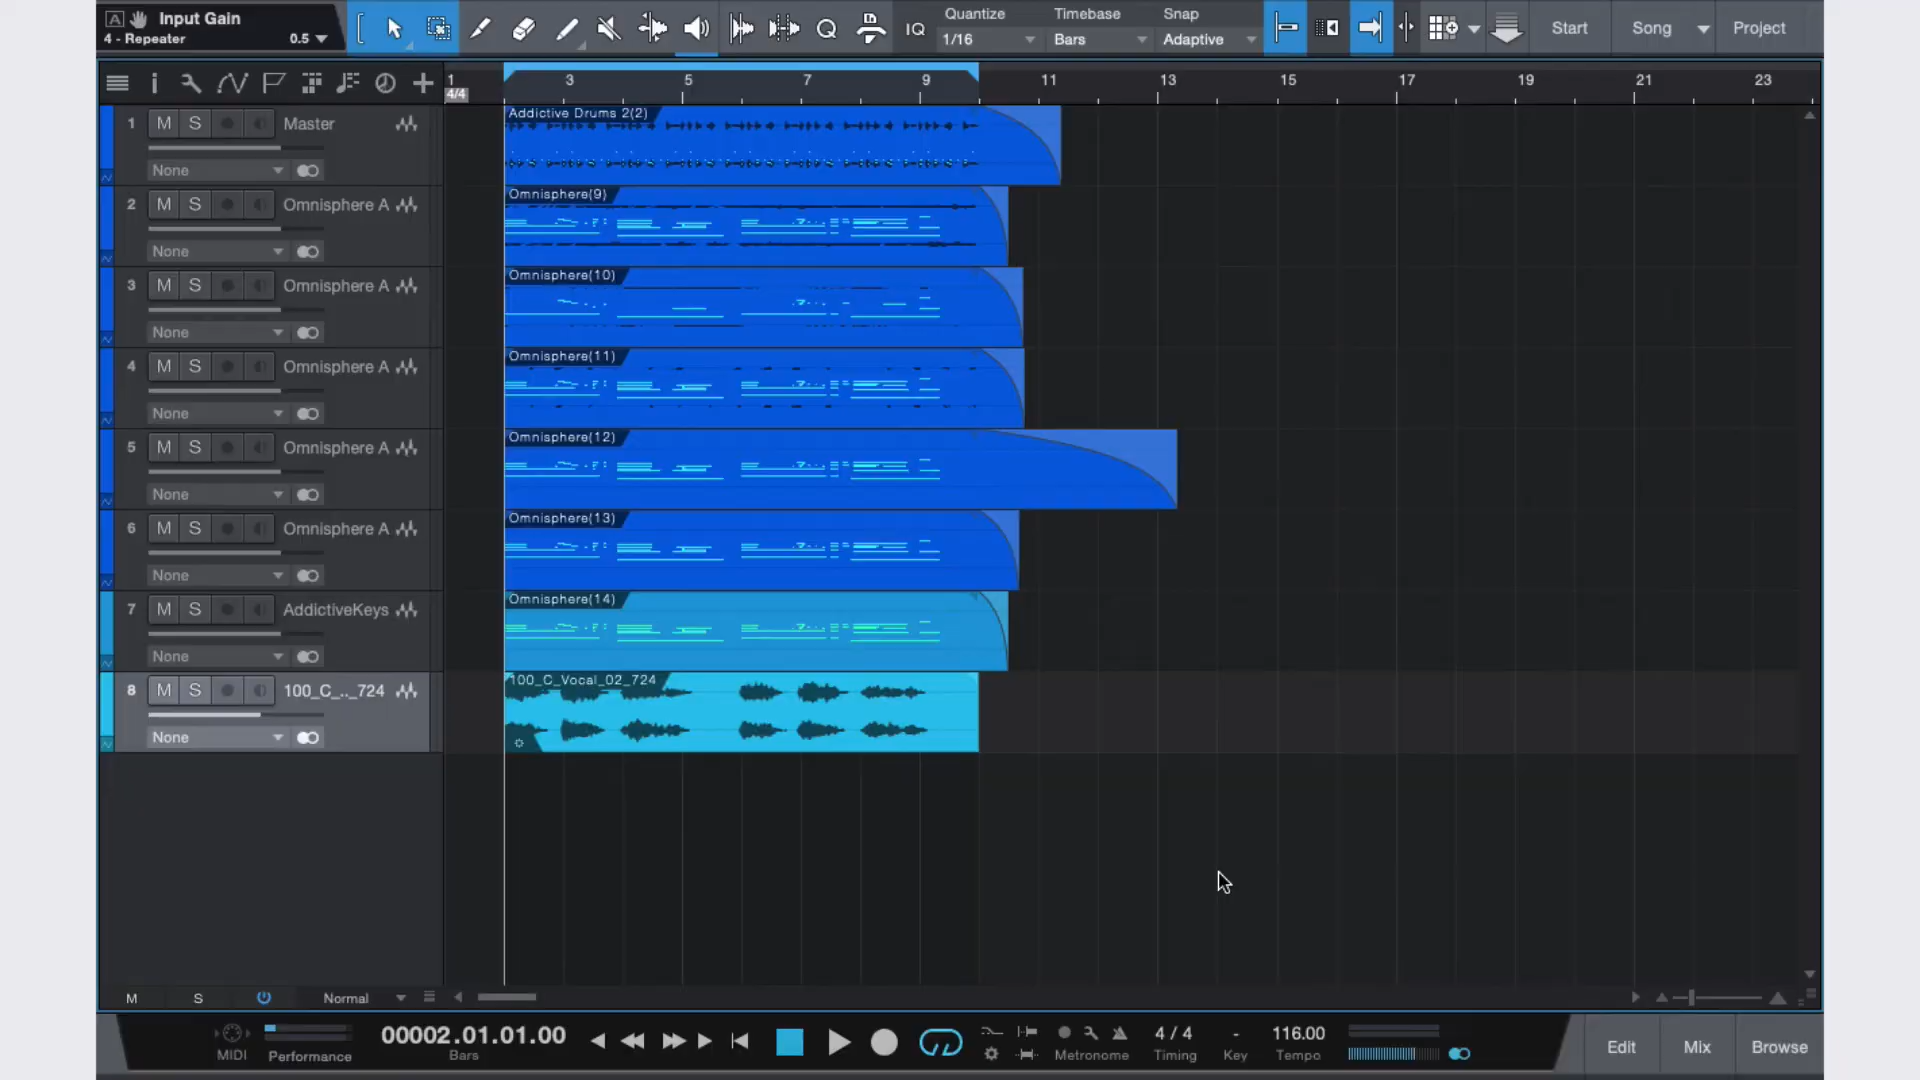 A Input Gain
4 - Repeater 0.5
IQ
Quantize
1/16
Timebase
Bars
Snap
Adaptive
Start
Song
Project
1 3 5 7 9 11 13 15 17 19 21 23
4/4
1 M S Master
None
Addictive Drums 2(2)
2 M S Omnisphere A
None
Omnisphere(9)
3 M S Omnisphere A
None
Omnisphere(10)
4 M S Omnisphere A
None
Omnisphere(11)
5 M S Omnisphere A
None
Omnisphere(12)
6 M S Omnisphere A
None
Omnisphere(13)
7 M S AddictiveKeys
None
Omnisphere(14)
8 M S 100_C_.._724
None
100_C_Vocal_02_724
M S Normal
MIDI
Performance
00002.01.01.00
Bars
Metronome
4 / 4
Timing
-
Key
116.00
Tempo
Edit
Mix
Browse